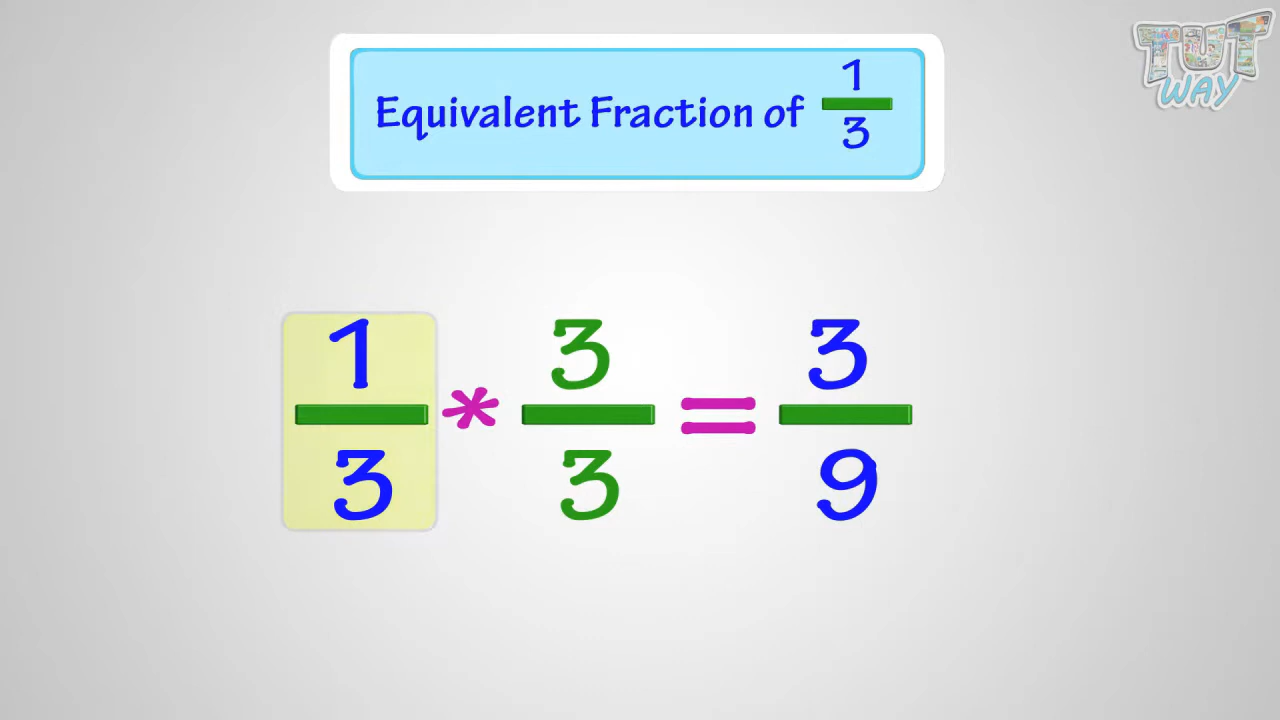 TUT
WAY
Equivalent Fraction of 1/3
1/3 * 3/3 = 3/9